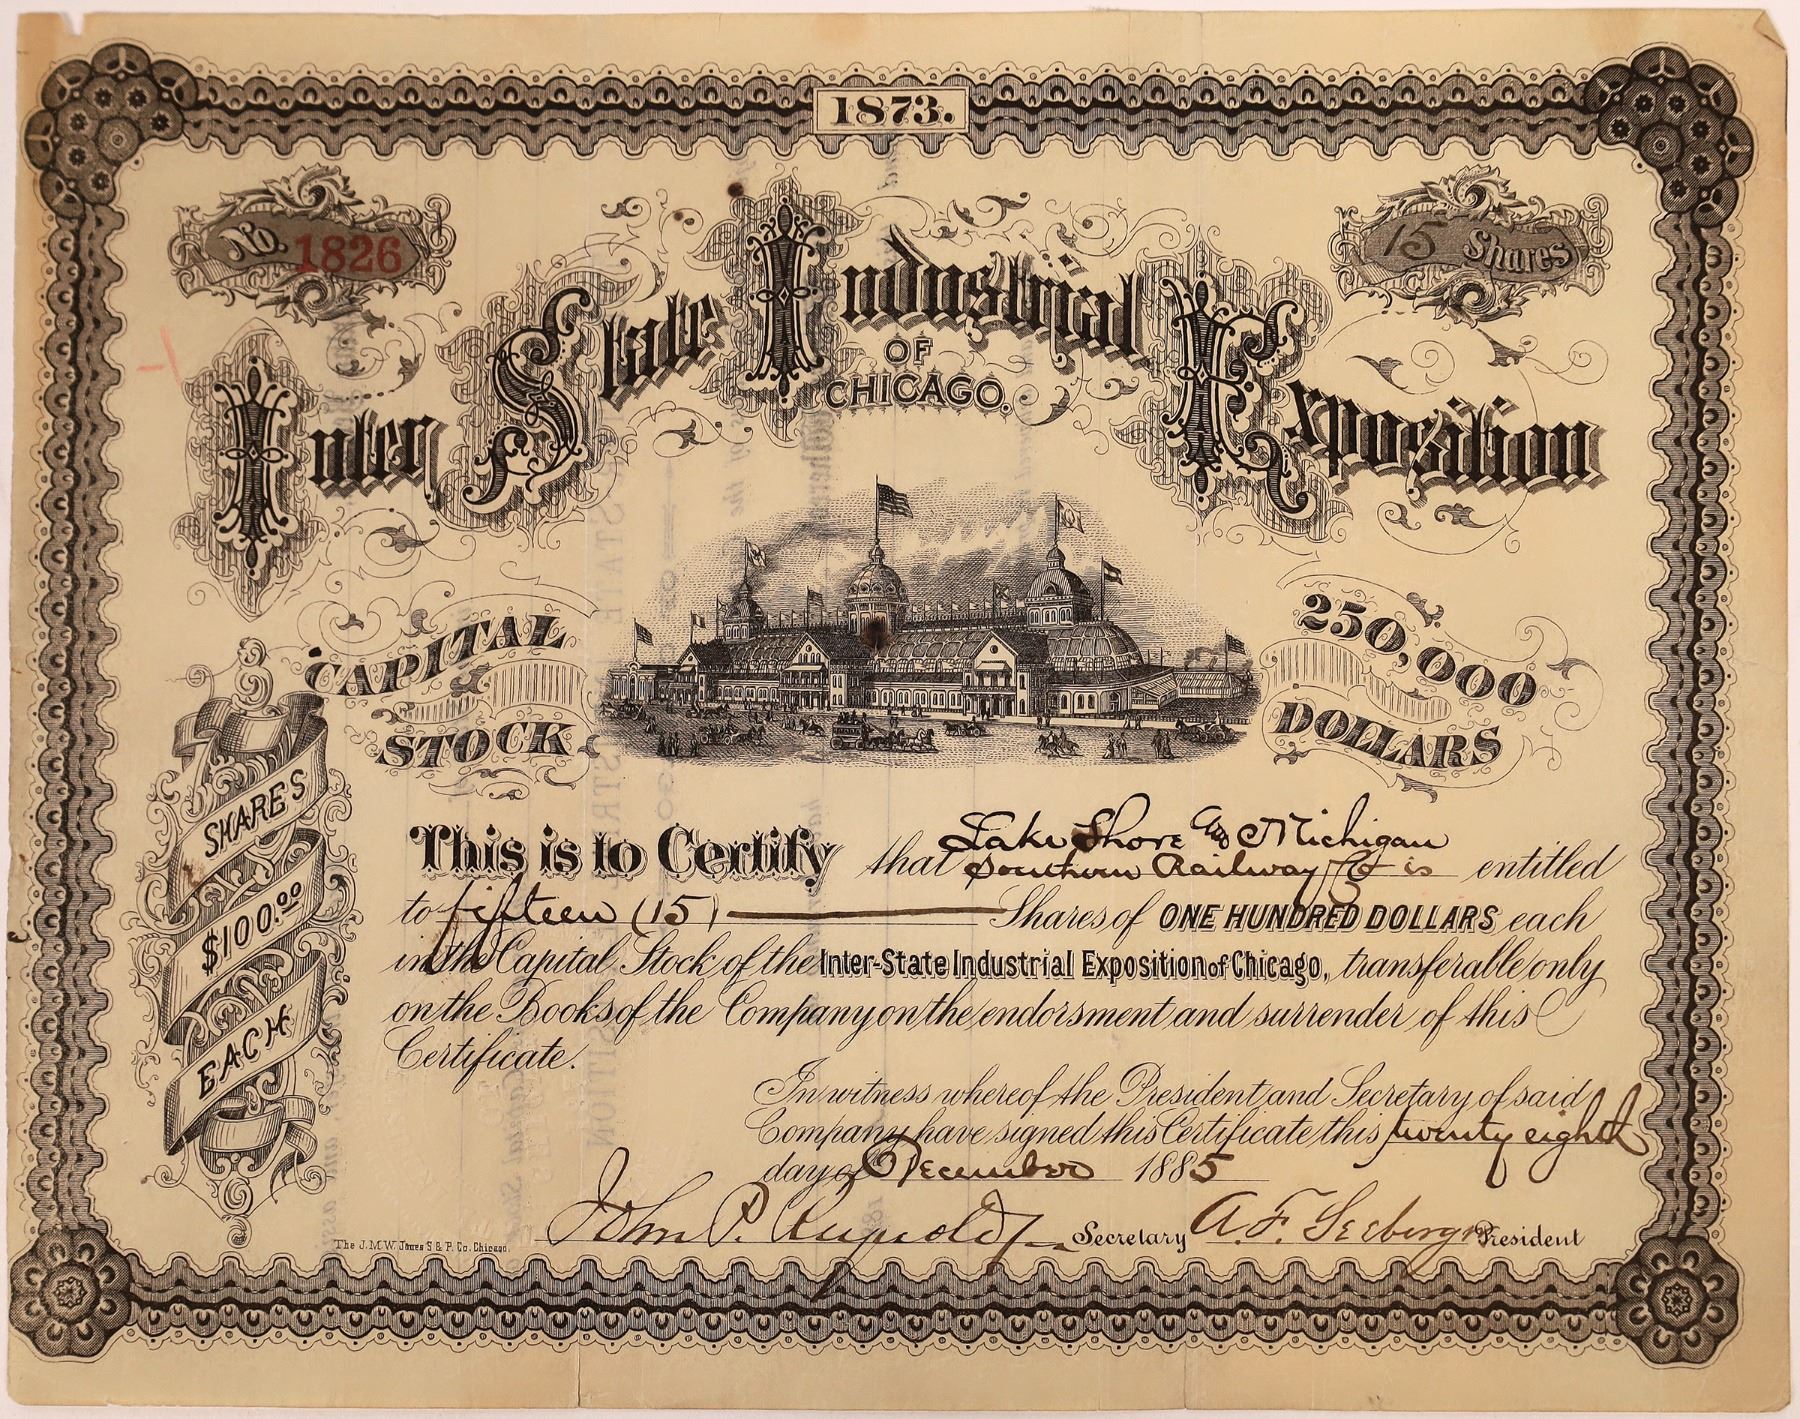 1873.
No. 1826
15 Shares
Inter State Industrial Exposition
OF
CHICAGO.
CAPITAL
STOCK
250,000
DOLLARS
SHARES
$100.00
EACH
This is to Certify that Lake Shore and Michigan
Southern Railway Co is entitled
to fifteen (15) Shares of ONE HUNDRED DOLLARS each
in the Capital Stock of the Inter-State Industrial Exposition of Chicago, transferable only
on the Books of the Company on the endorsment and surrender of this
Certificate.
In witness whereof the President and Secretary of said
Company have signed this Certificate this twenty eighth
day of December 1885
John P. Reynolds Secretary A. F. Seeberger President
The J.M.W. Jones S & P. Co. Chicago.